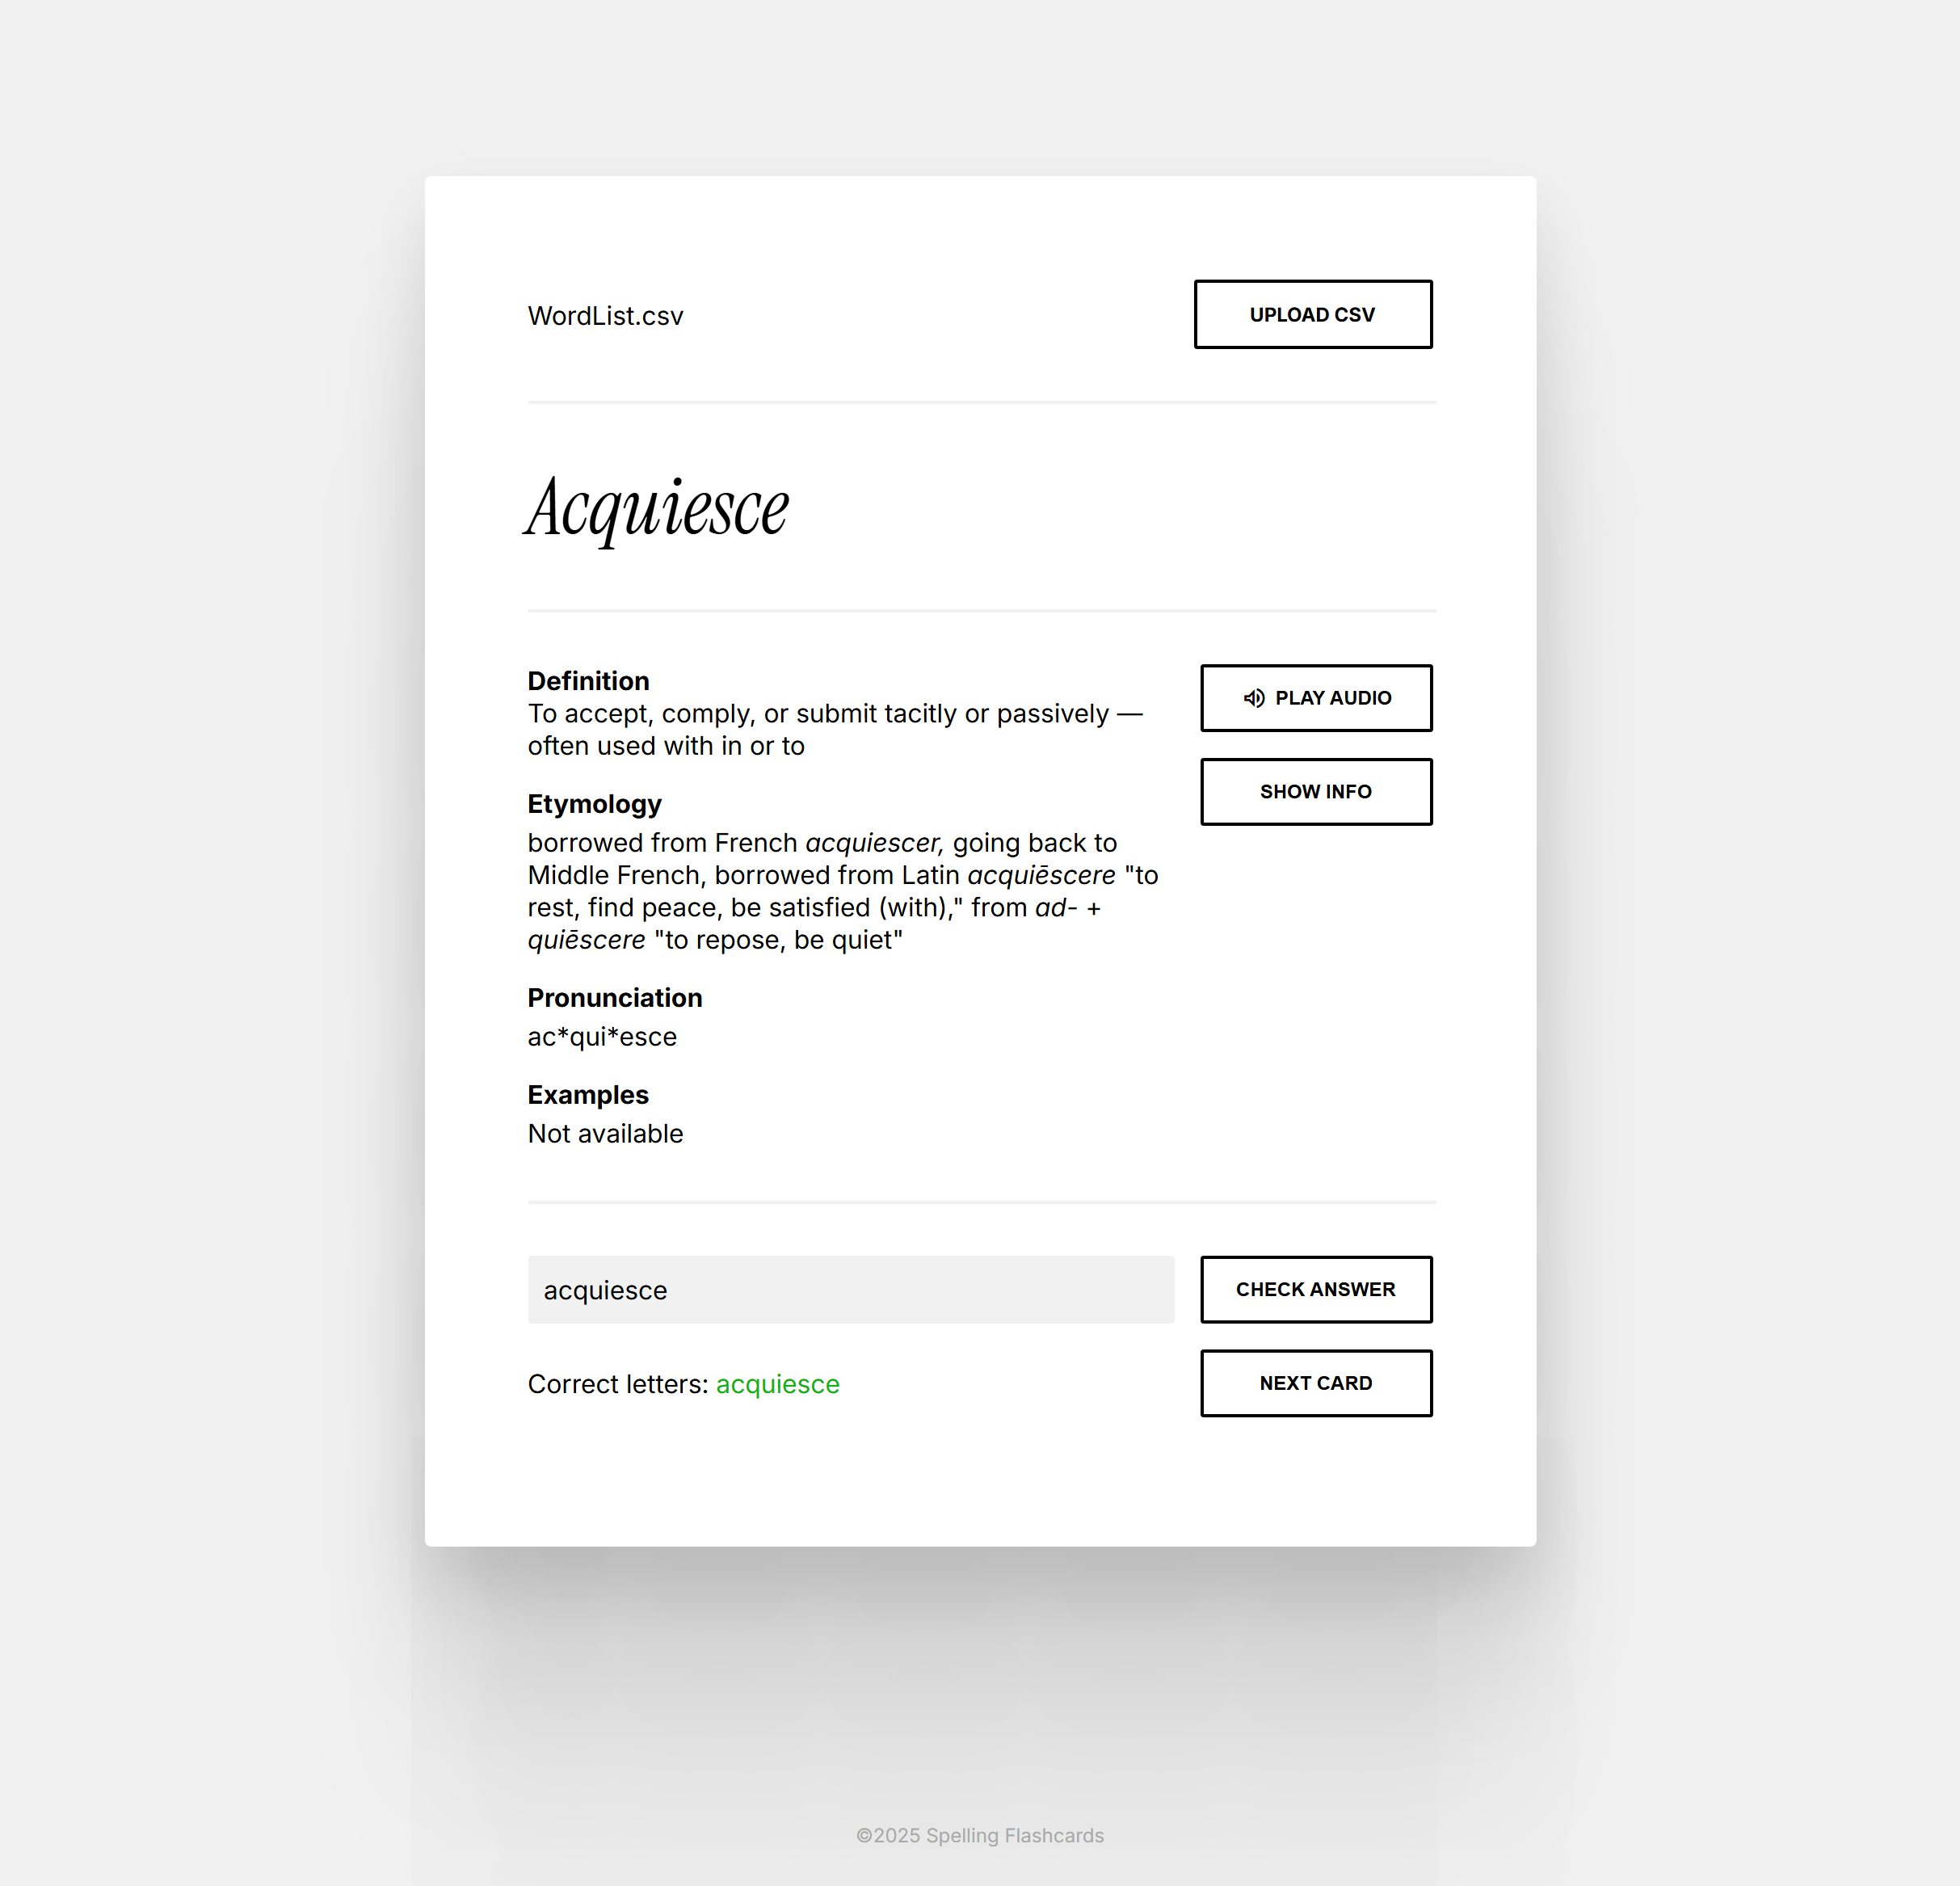 WordList.csv
UPLOAD CSV
Acquiesce
Definition
To accept, comply, or submit tacitly or passively —
often used with in or to
PLAY AUDIO
SHOW INFO
Etymology
borrowed from French acquiescer, going back to
Middle French, borrowed from Latin acquiēscere "to
rest, find peace, be satisfied (with)," from ad- +
quiēscere "to repose, be quiet"
Pronunciation
ac*qui*esce
Examples
Not available
acquiesce
CHECK ANSWER
Correct letters: acquiesce
NEXT CARD
©2025 Spelling Flashcards